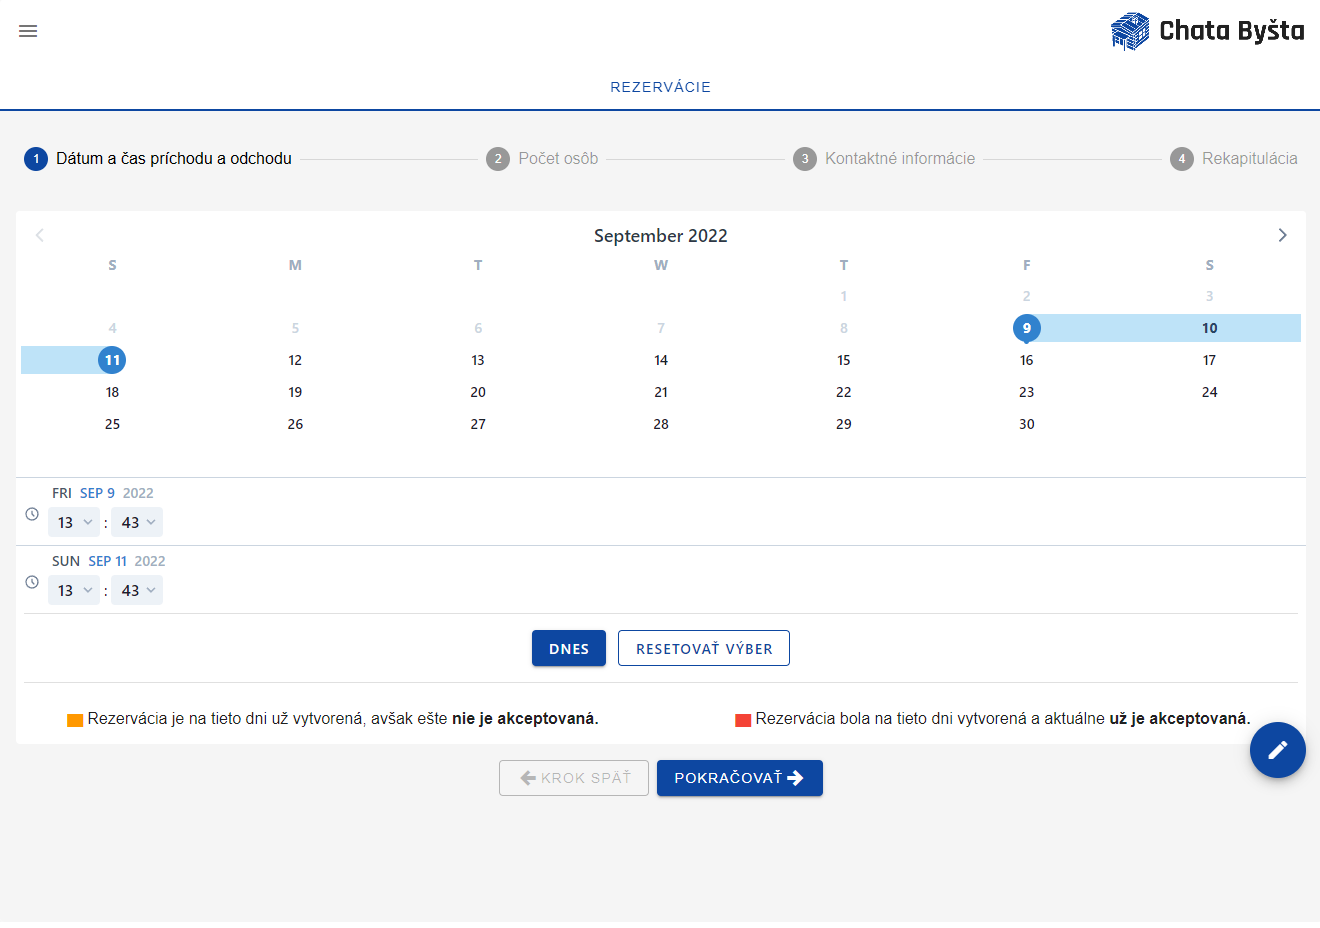 Chata Byšta
REZERVÁCIE
1 Dátum a čas príchodu a odchodu 2 Počet osôb 3 Kontaktné informácie 4 Rekapitulácia
September 2022
S M T W T F S
1 2 3
4 5 6 7 8 9 10
11 12 13 14 15 16 17
18 19 20 21 22 23 24
25 26 27 28 29 30
FRI SEP 9 2022
13 : 43
SUN SEP 11 2022
13 : 43
DNES RESETOVAŤ VÝBER
Rezervácia je na tieto dni už vytvorená, avšak ešte nie je akceptovaná. Rezervácia bola na tieto dni vytvorená a aktuálne už je akceptovaná.
KROK SPÄŤ POKRAČOVAŤ